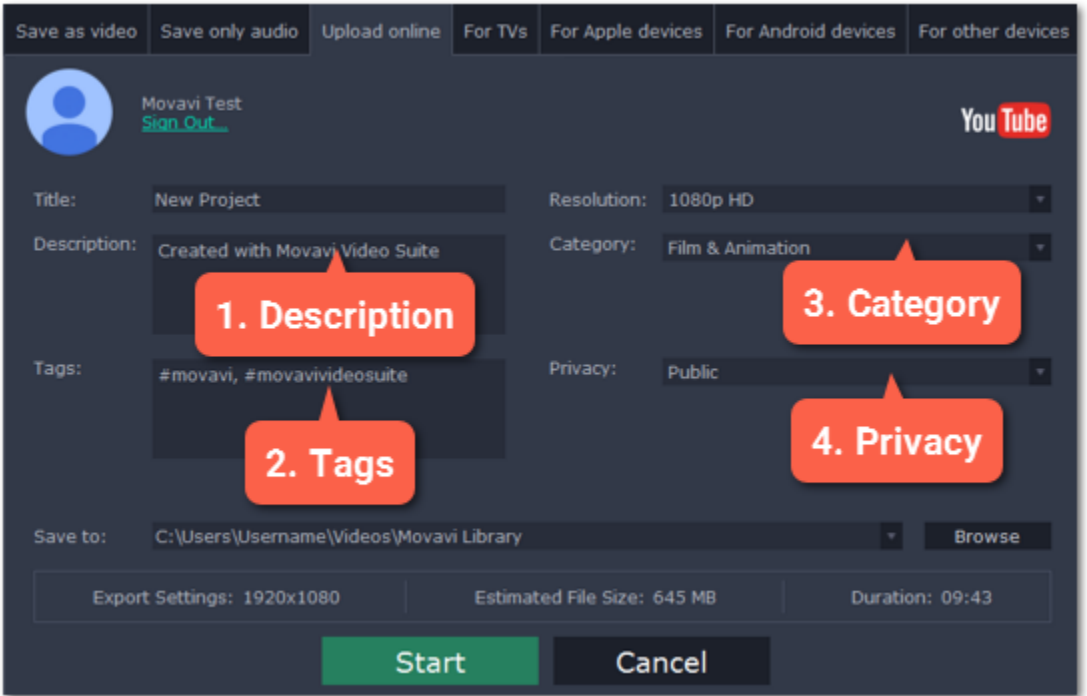 Save as video Save only audio Upload online For TVs For Apple devices For Android devices For other devices
Movavi Test
Sign Out...
You Tube
Title: New Project
Resolution: 1080p HD
Description: Created with Movavi Video Suite
Category: Film & Animation
1. Description
3. Category
Tags: #movavi, #movavivideosuite
Privacy: Public
2. Tags
4. Privacy
Save to: C:\Users\Username\Videos\Movavi Library Browse
Export Settings: 1920x1080 Estimated File Size: 645 MB Duration: 09:43
Start Cancel